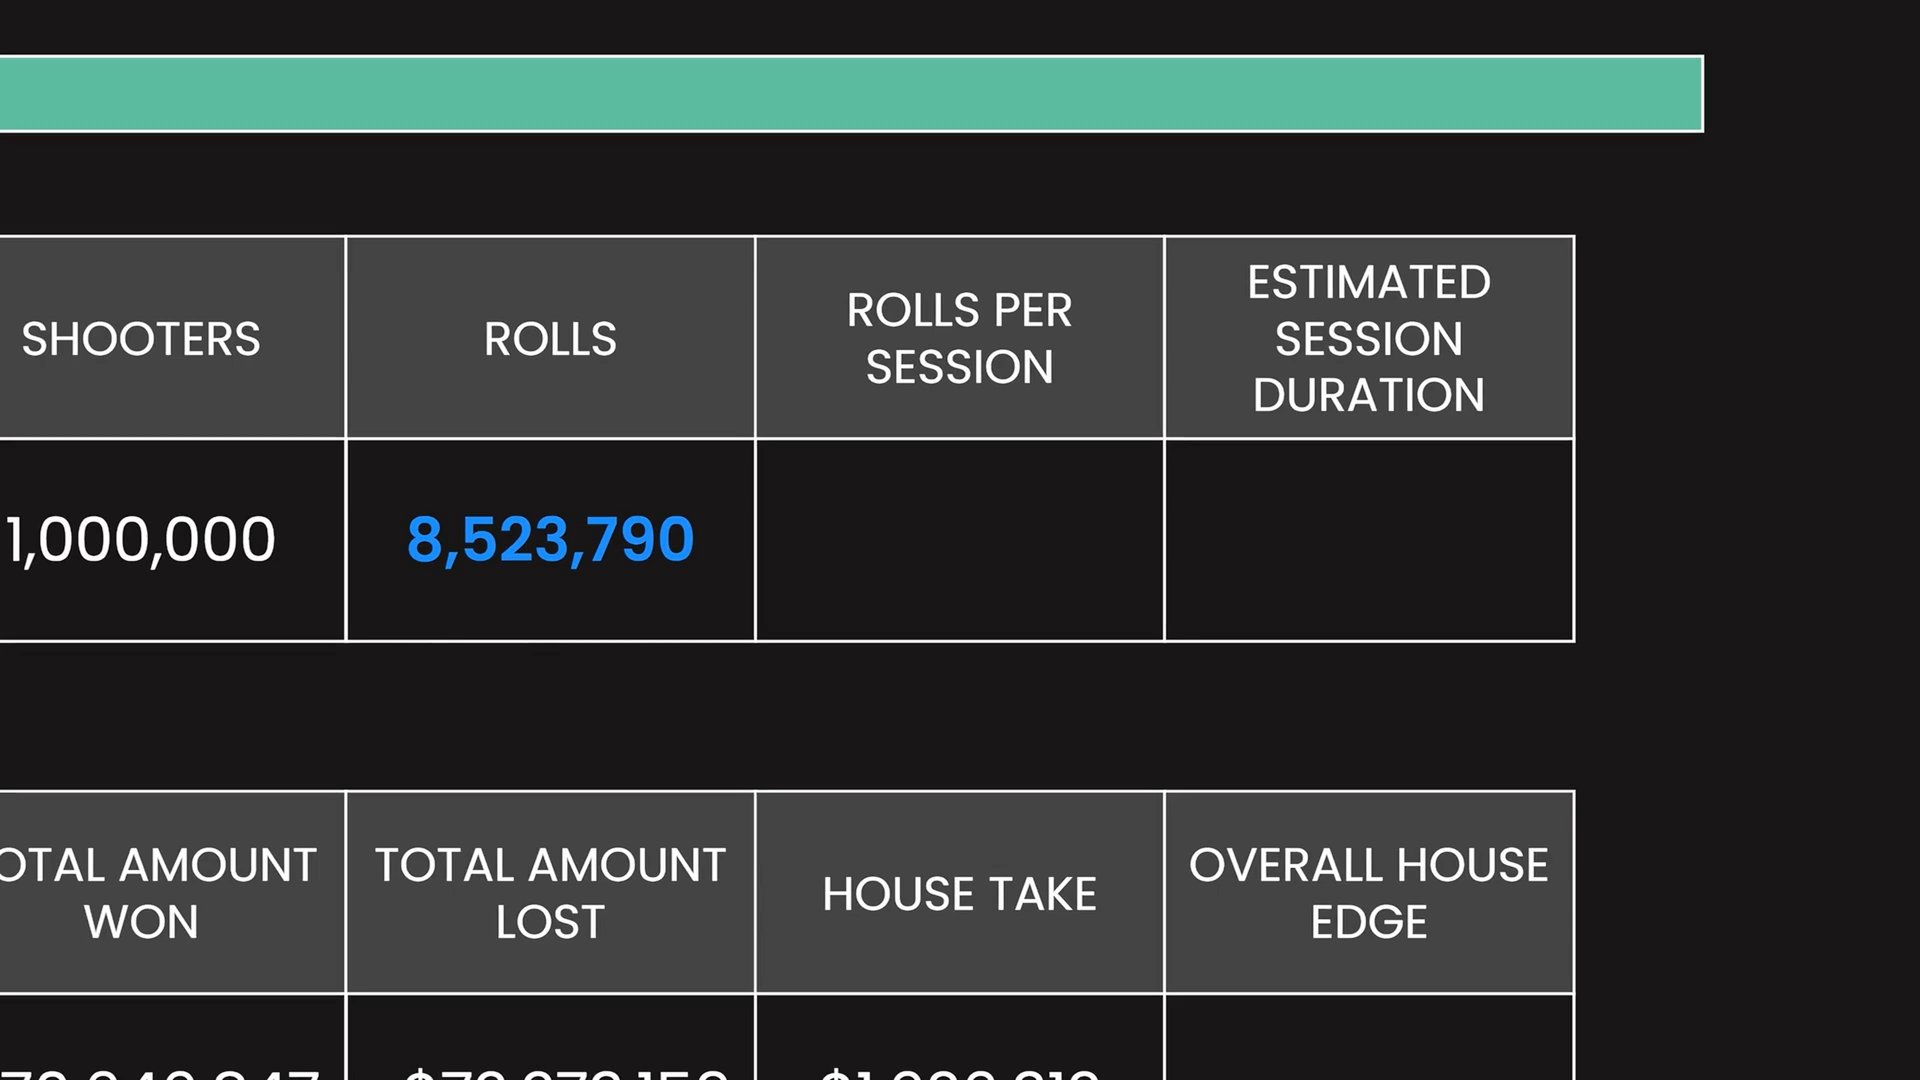 SHOOTERS
ROLLS
ROLLS PER
SESSION
ESTIMATED
SESSION
DURATION
1,000,000
8,523,790
OTAL AMOUNT
WON
TOTAL AMOUNT
LOST
HOUSE TAKE
OVERALL HOUSE
EDGE